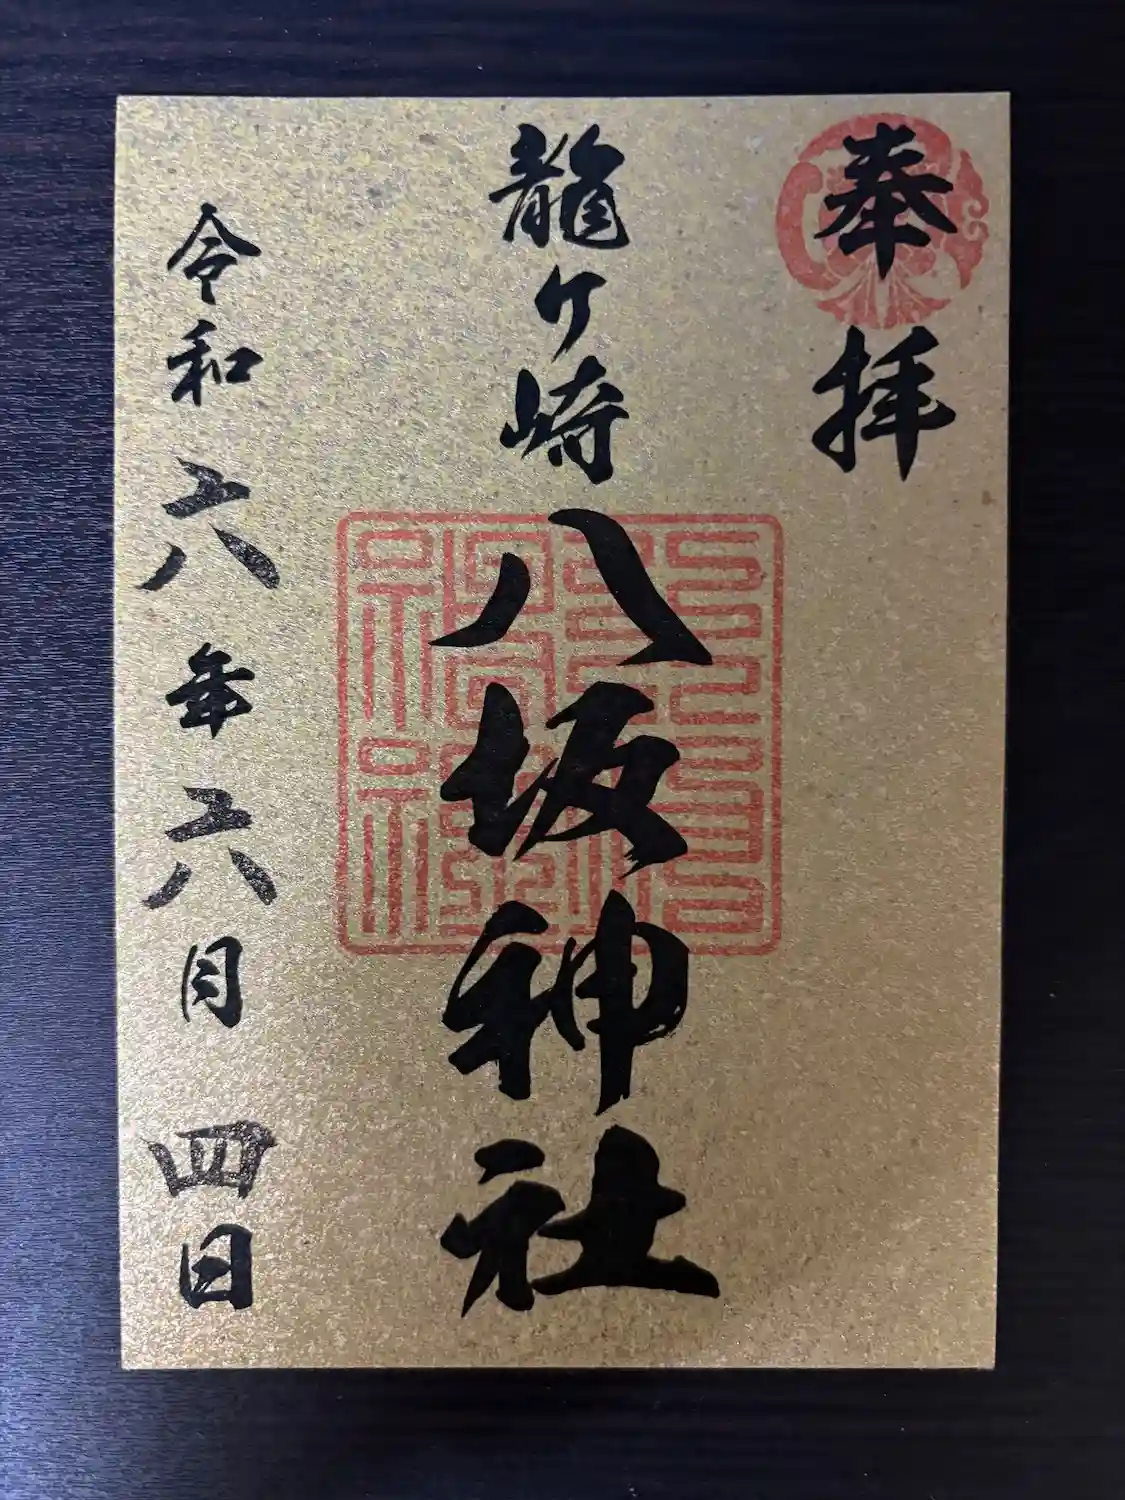 奉拝
龍ケ崎八坂神社
令和六年六月四日